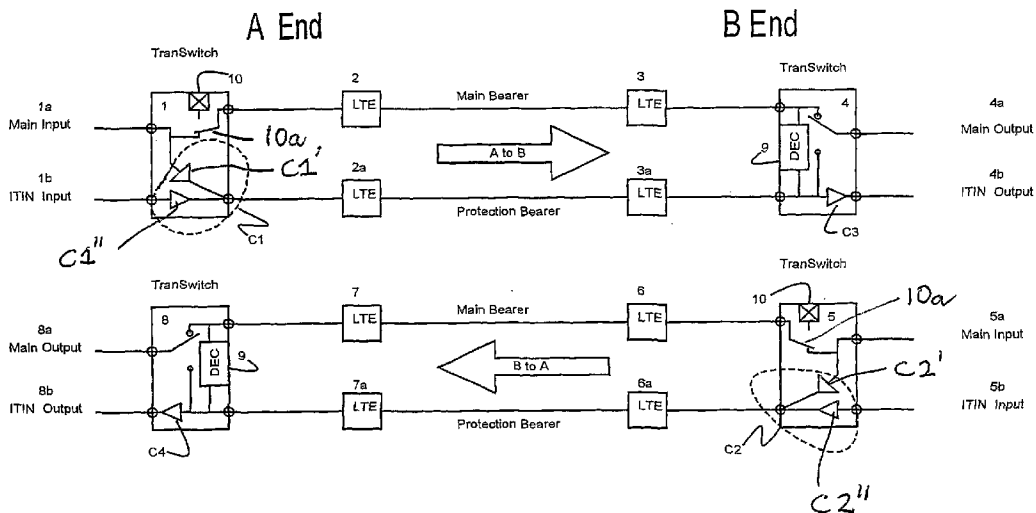 A End
B End
TranSwitch
TranSwitch
10
1
2
3
4
1a
Main Input
LTE
Main Bearer
LTE
4a
Main Output
10a
9
DEC
A to B
C1'
1b
ITIN Input
2a
LTE
3a
LTE
4b
ITIN Output
Protection Bearer
C1
C3
C1"
TranSwitch
TranSwitch
10
8
7
6
5
10a
8a
Main Output
LTE
Main Bearer
LTE
5a
Main Input
DEC
9
B to A
C2'
8b
ITIN Output
7a
LTE
6a
LTE
5b
ITIN Input
Protection Bearer
C4
C2
C2"